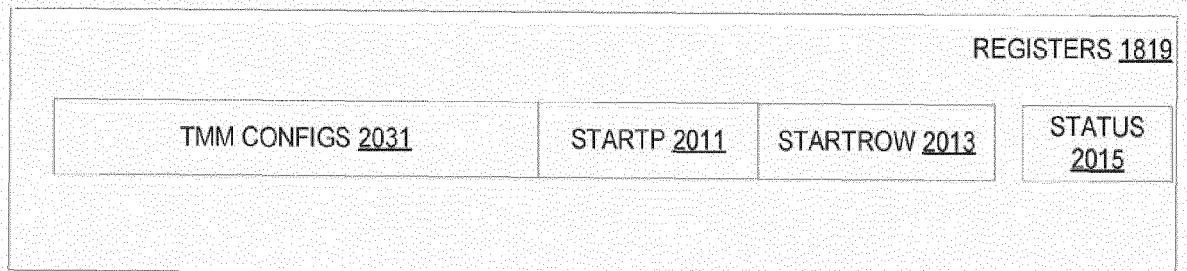 REGISTERS 1819
TMM CONFIGS 2031
STARTP 2011
STARTROW 2013
STATUS
2015